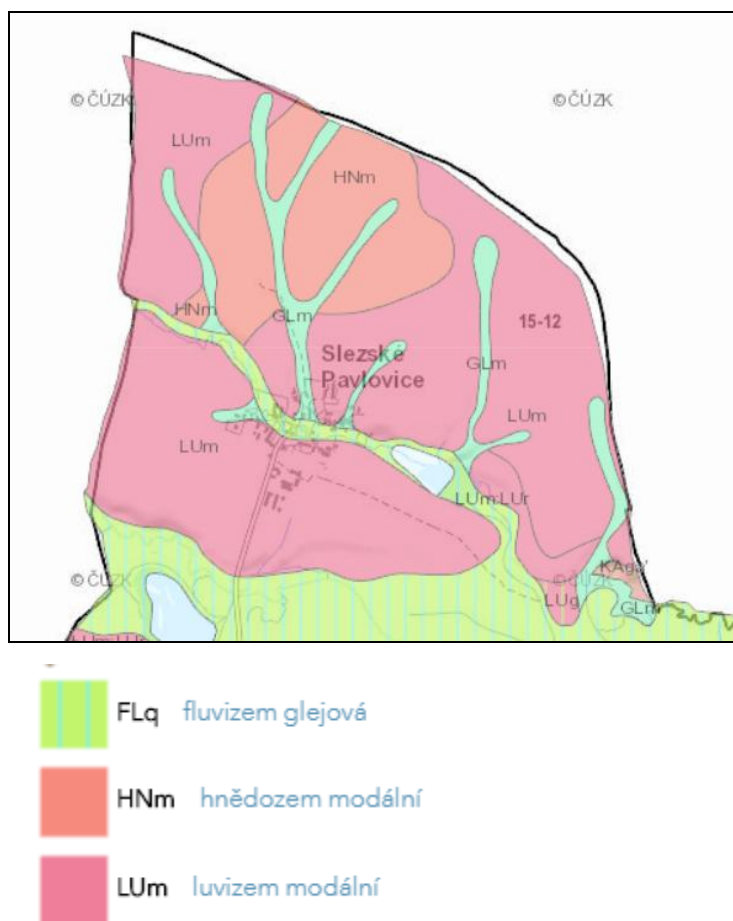 © ČÚZK
© ČÚZK
LUm
HNm
HNm
GLm
15-12
Slezské
Pavlovice
GLm
LUm
LUm
LUm:LUr
© ČÚZK
© ČÚZK
LUg
GLm
FLq fluvizem glejová
HNm hnědozem modální
LUm luvizem modální